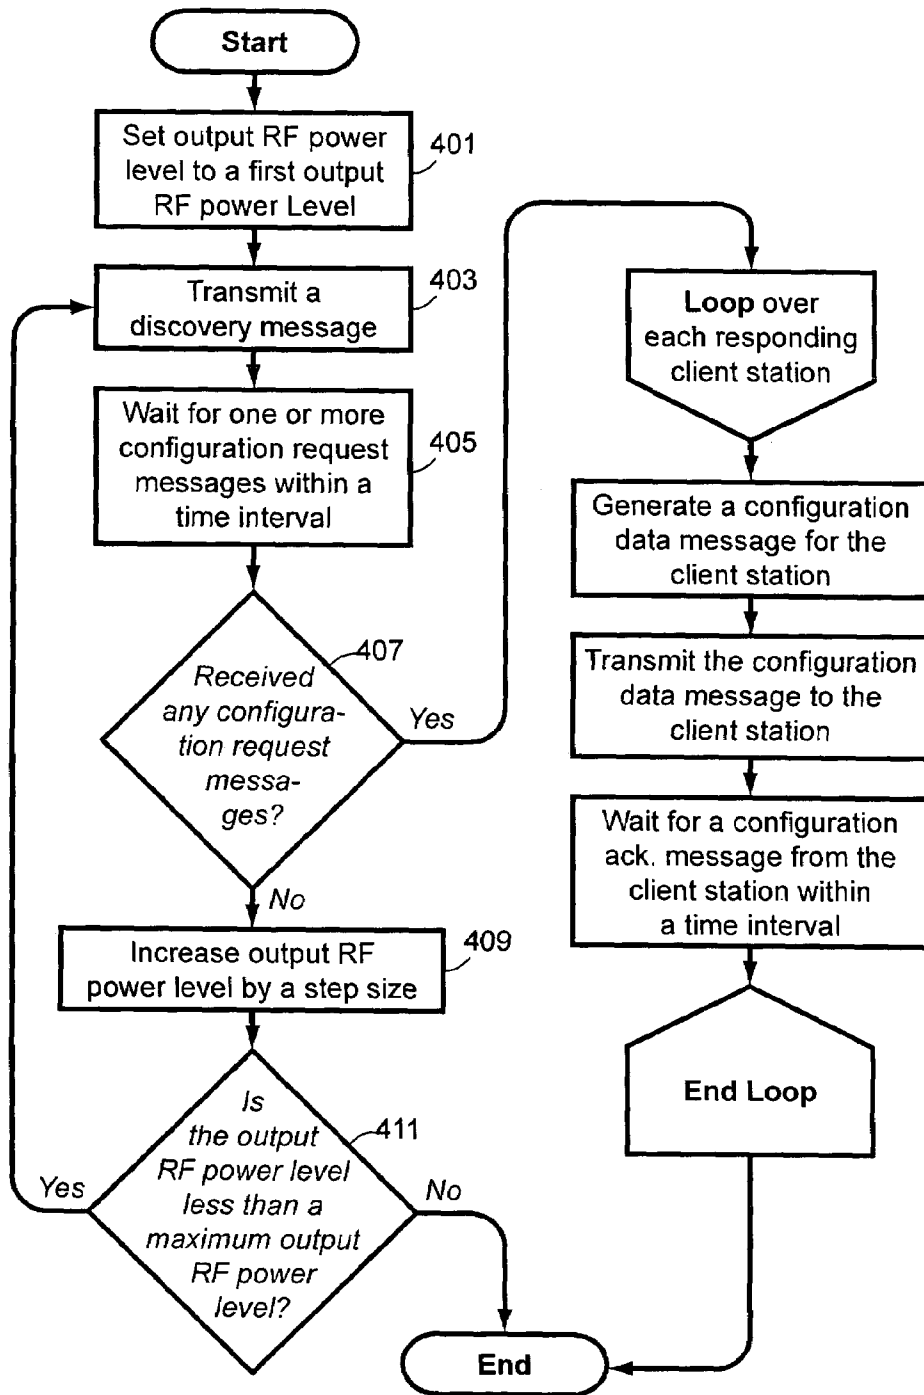 Start
Set output RF power
level to a first output
RF power Level
401
Transmit a
discovery message
403
Wait for one or more
configuration request
messages within a
time interval
405
Received
any configura-
tion request
messa-
ges?
407
Yes
No
Increase output RF
power level by a step size
409
Is
the output
RF power level
less than a
maximum output
RF power
level?
411
Yes
No
Loop over
each responding
client station
Generate a configuration
data message for the
client station
Transmit the configuration
data message to the
client station
Wait for a configuration
ack. message from the
client station within
a time interval
End Loop
End